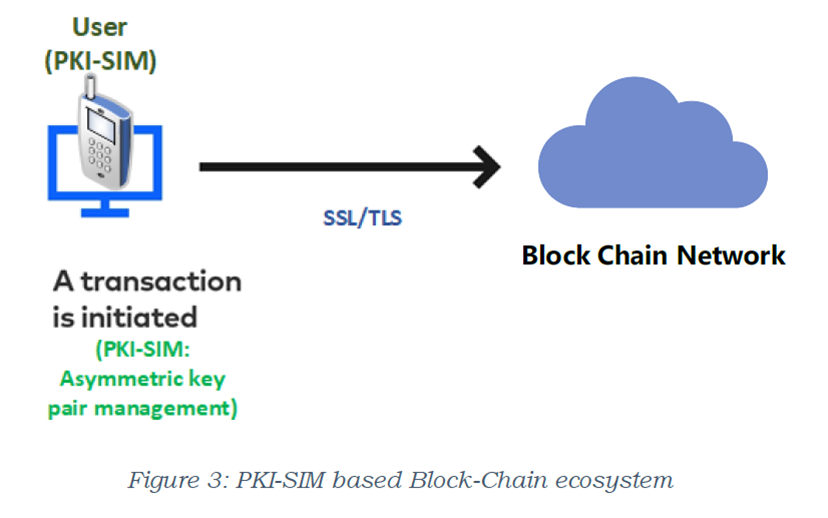 User
(PKI-SIM)
SSL/TLS
Block Chain Network
A transaction
is initiated
(PKI-SIM:
Asymmetric key
pair management)
Figure 3: PKI-SIM based Block-Chain ecosystem